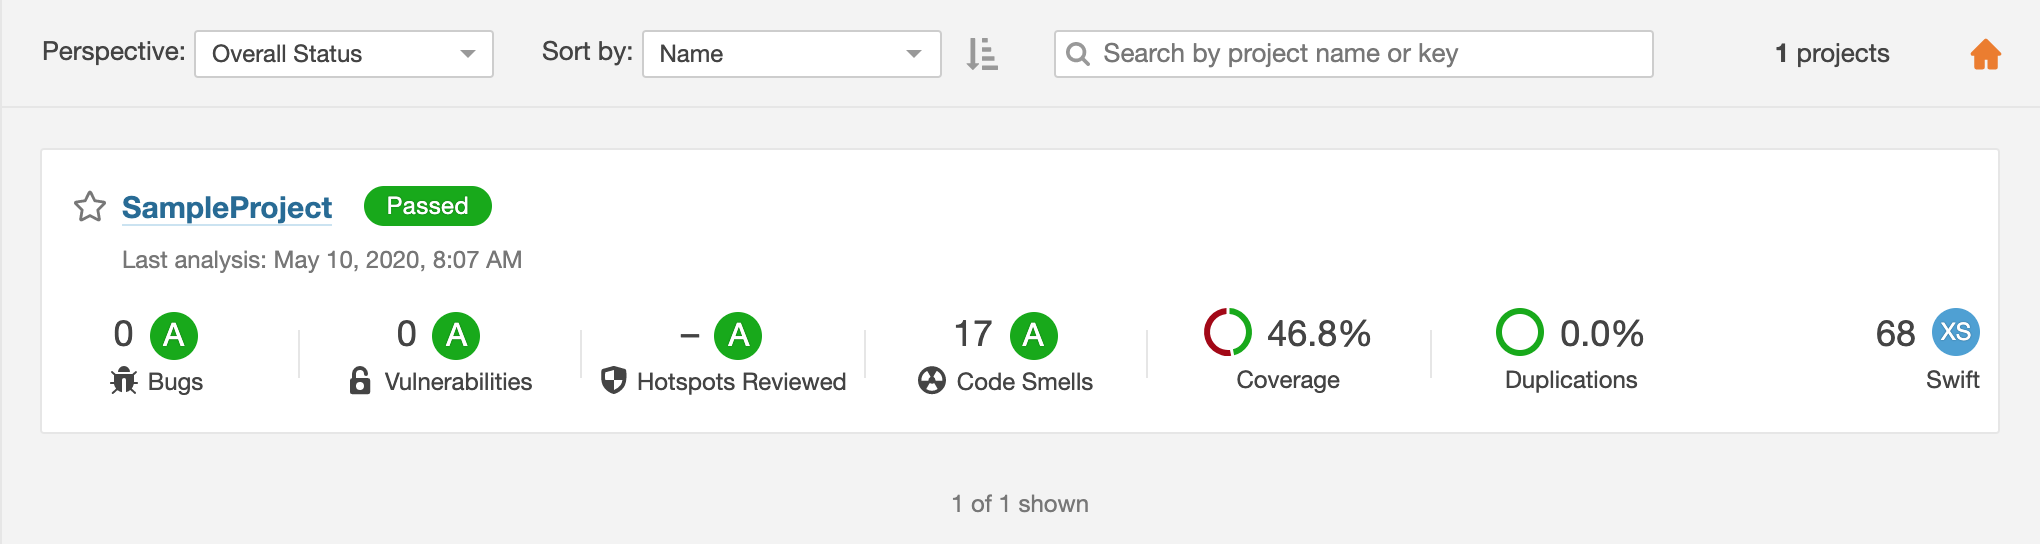 Perspective: Overall Status Sort by: Name Search by project name or key 1 projects
SampleProject Passed
Last analysis: May 10, 2020, 8:07 AM
0 A 0 A – A 17 A 46.8% 0.0% 68 XS
Bugs Vulnerabilities Hotspots Reviewed Code Smells Coverage Duplications Swift
1 of 1 shown